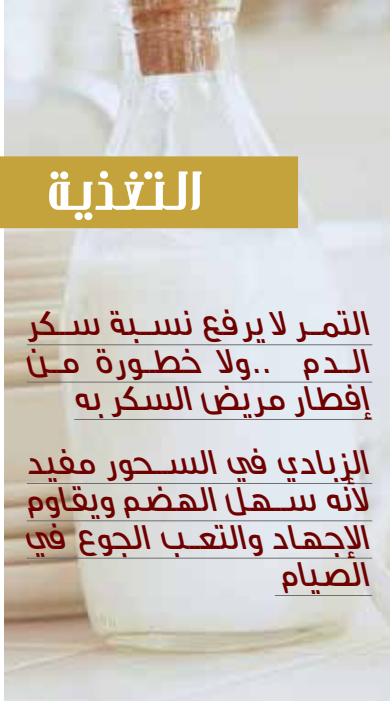 التغذية
التمر لا يرفع نسبة سكر
الدم ..ولا خطورة من
إفطار مريض السكر به
الزبادي في السحور مفيد
لأنه سهل الهضم ويقاوم
الإجهاد والتعب الجوع في
الصيام